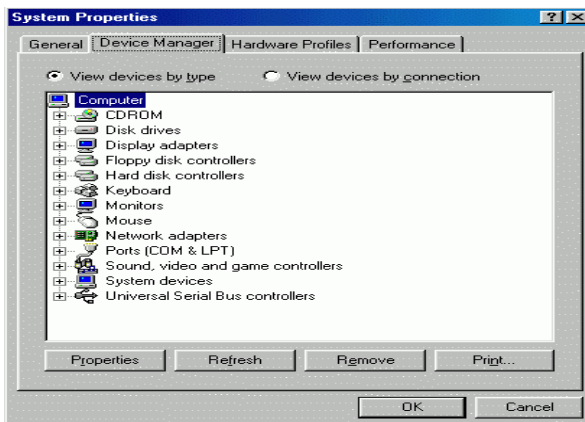 System Properties
General Device Manager Hardware Profiles Performance
View devices by type View devices by connection
Computer
CDROM
Disk drives
Display adapters
Floppy disk controllers
Hard disk controllers
Keyboard
Monitors
Mouse
Network adapters
Ports (COM & LPT)
Sound, video and game controllers
System devices
Universal Serial Bus controllers
Properties Refresh Remove Print...
OK Cancel